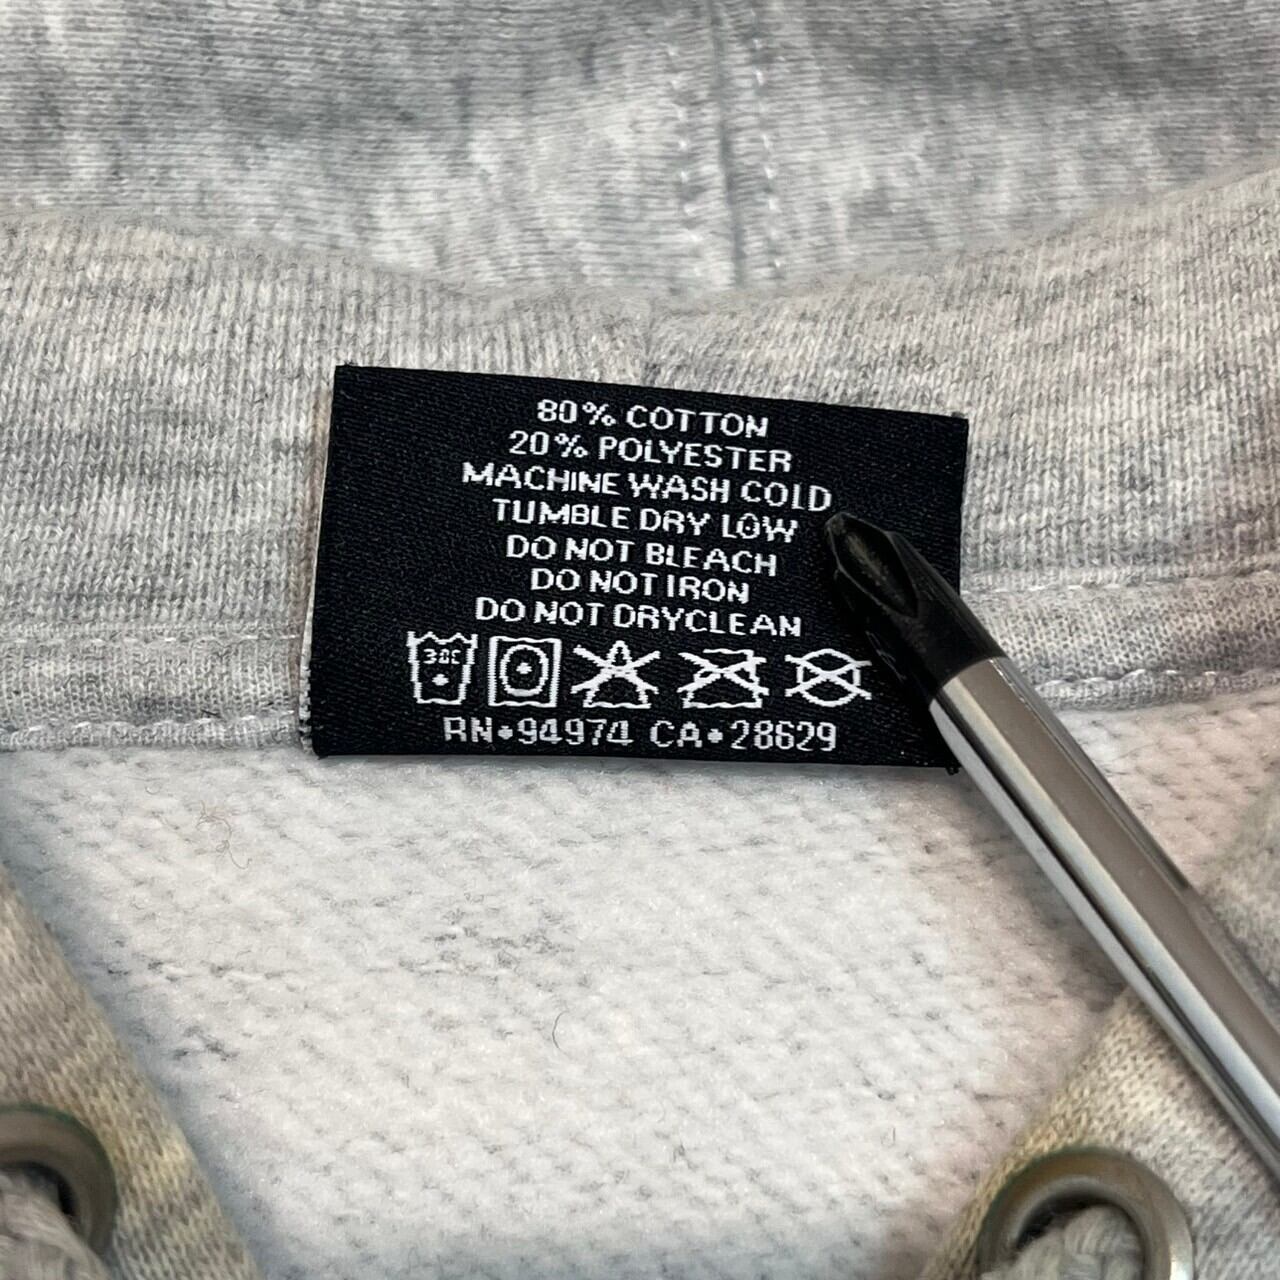 80% COTTON
20% POLYESTER
MACHINE WASH COLD
TUMBLE DRY LOW
DO NOT BLEACH
DO NOT IRON
DO NOT DRYCLEAN
RN•94974 CA•28629